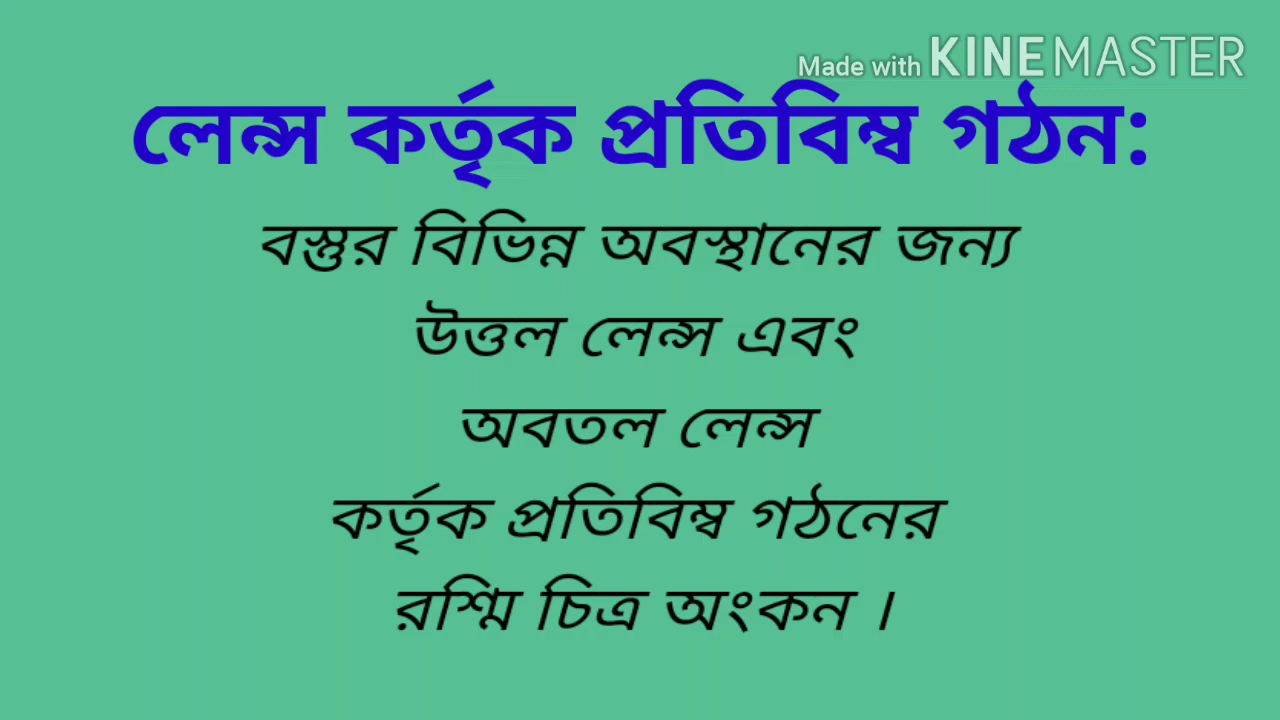 Made with KINEMASTER
লেন্স কর্তৃক প্রতিবিম্ব গঠন:
বস্তুর বিভিন্ন অবস্থানের জন্য
উত্তল লেন্স এবং
অবতল লেন্স
কর্তৃক প্রতিবিম্ব গঠনের
রশ্মি চিত্র অংকন ।